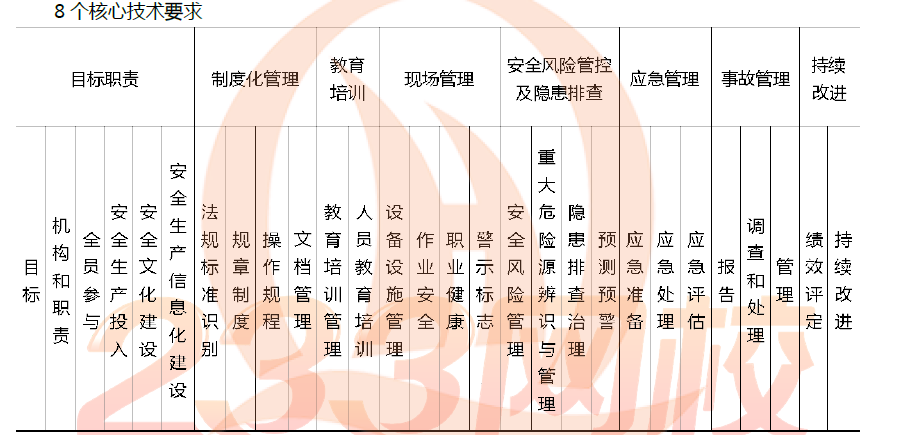 8 个核心技术要求
目标职责
制度化管理
教育
培训
现场管理
安全风险管控
及隐患排查
应急管理
事故管理
持续
改进
目标
机构和职责
全员参与
安全生产投入
安全文化建设
安全生产信息化建设
法规标准识别
规章制度
操作规程
文档管理
教育培训管理
人员教育培训
设备设施管理
作业安全
职业健康
警示标志
安全风险管理
重大危险源辨识与管理
隐患排查治理
预测预警
应急准备
应急处理
应急评估
报告
调查和处理
管理
绩效评定
持续改进
233网校